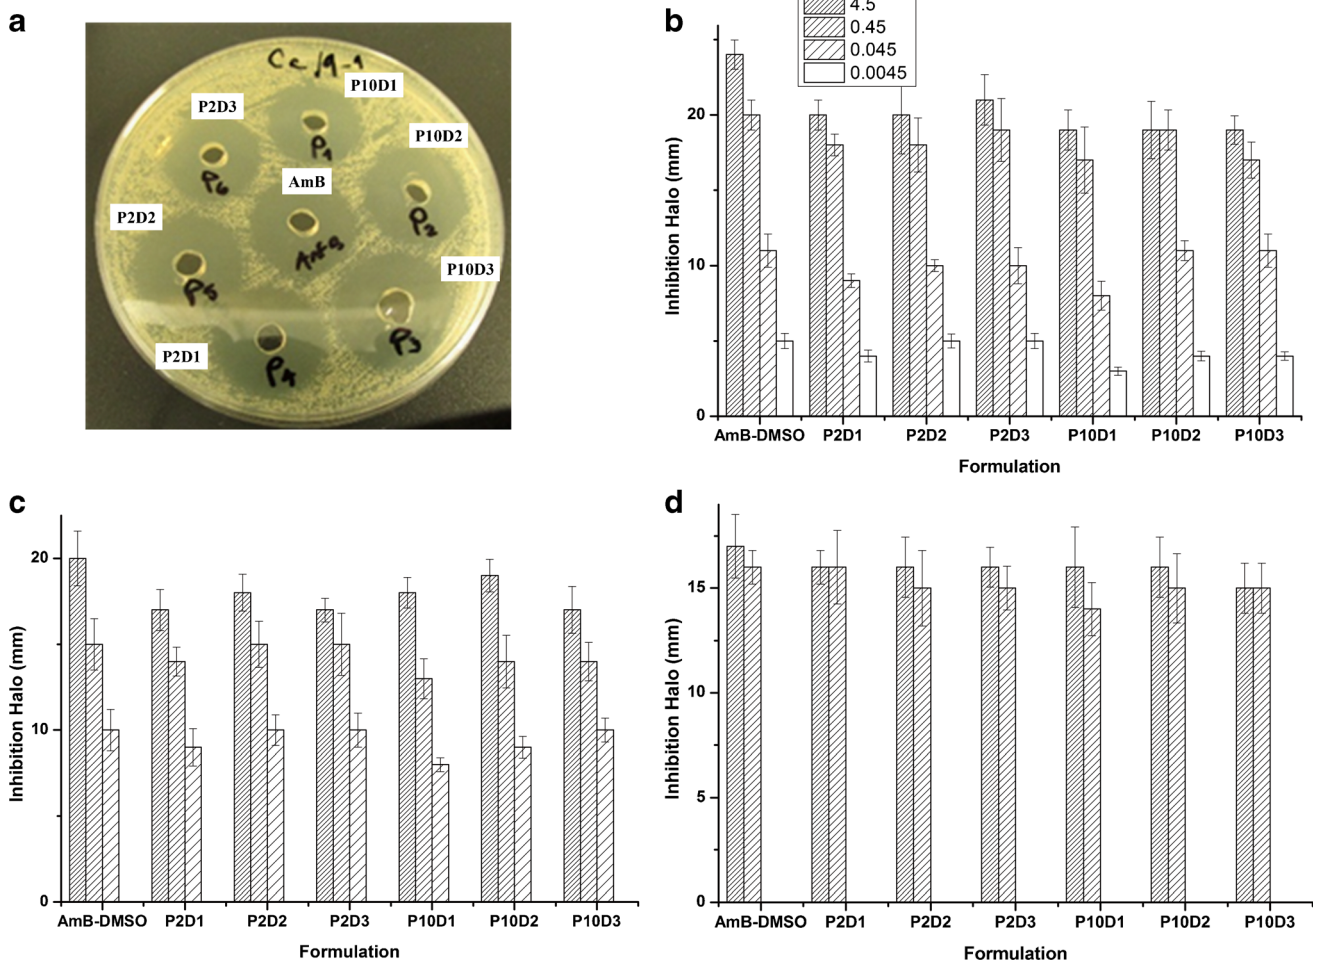 a
Cc/9-1
P10D1
P2D3
P10D2
P1
AmB
P6
P2
P2D2
AmB
P10D3
P5
P3
P2D1
P4
b
4.5
0.45
0.045
0.0045
20
10
0
Inhibition Halo (mm)
AmB-DMSO P2D1 P2D2 P2D3 P10D1 P10D2 P10D3
Formulation
c
20
10
0
Inhibition Halo (mm)
AmB-DMSO P2D1 P2D2 P2D3 P10D1 P10D2 P10D3
Formulation
d
15
10
5
0
Inhibition Halo (mm)
AmB-DMSO P2D1 P2D2 P2D3 P10D1 P10D2 P10D3
Formulation